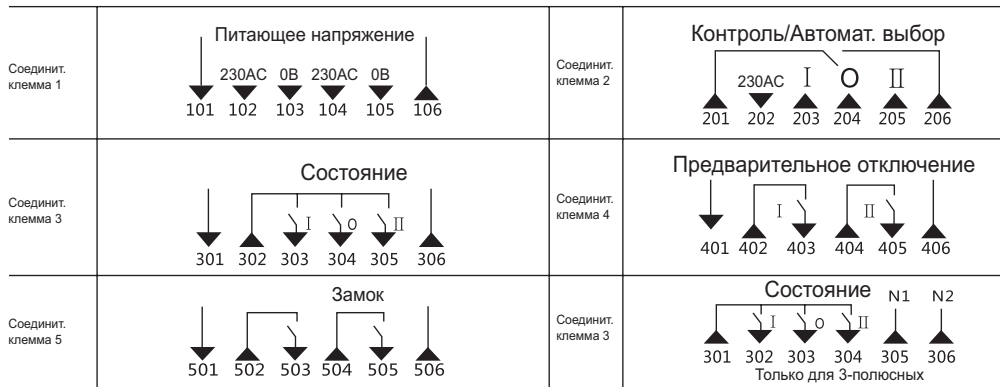 Соединит.
клемма 1
Питающее напряжение
230AC 0В 230AC 0В
101 102 103 104 105 106
Соединит.
клемма 2
Контроль/Автомат. выбор
230AC I O II
201 202 203 204 205 206
Соединит.
клемма 3
Состояние
I O II
301 302 303 304 305 306
Соединит.
клемма 4
Предварительное отключение
I II
401 402 403 404 405 406
Соединит.
клемма 5
Замок
501 502 503 504 505 506
Соединит.
клемма 3
Состояние N1 N2
I O II
301 302 303 304 305 306
Только для 3-полюсных